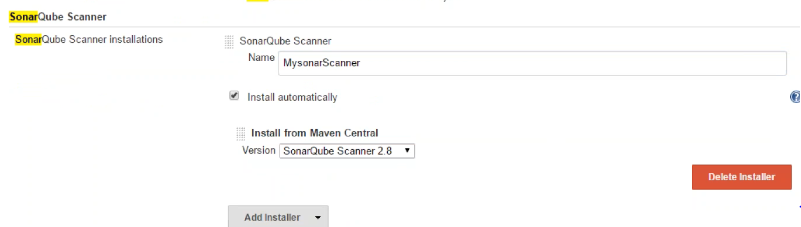 SonarQube Scanner
SonarQube Scanner installations
SonarQube Scanner
Name
MysonarScanner
Install automatically
Install from Maven Central
Version
SonarQube Scanner 2.8
Delete Installer
Add Installer